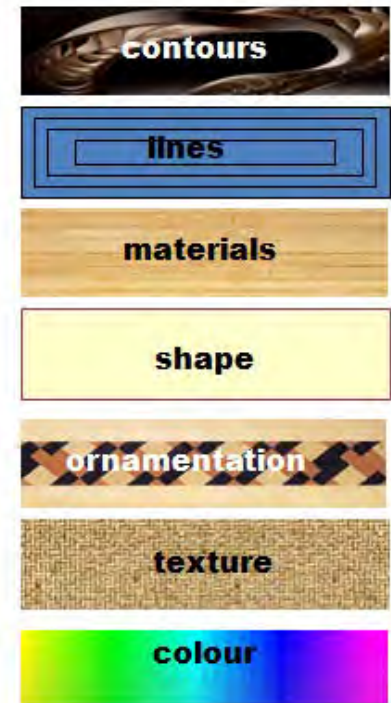 contours
lines
materials
shape
ornamentation
texture
colour